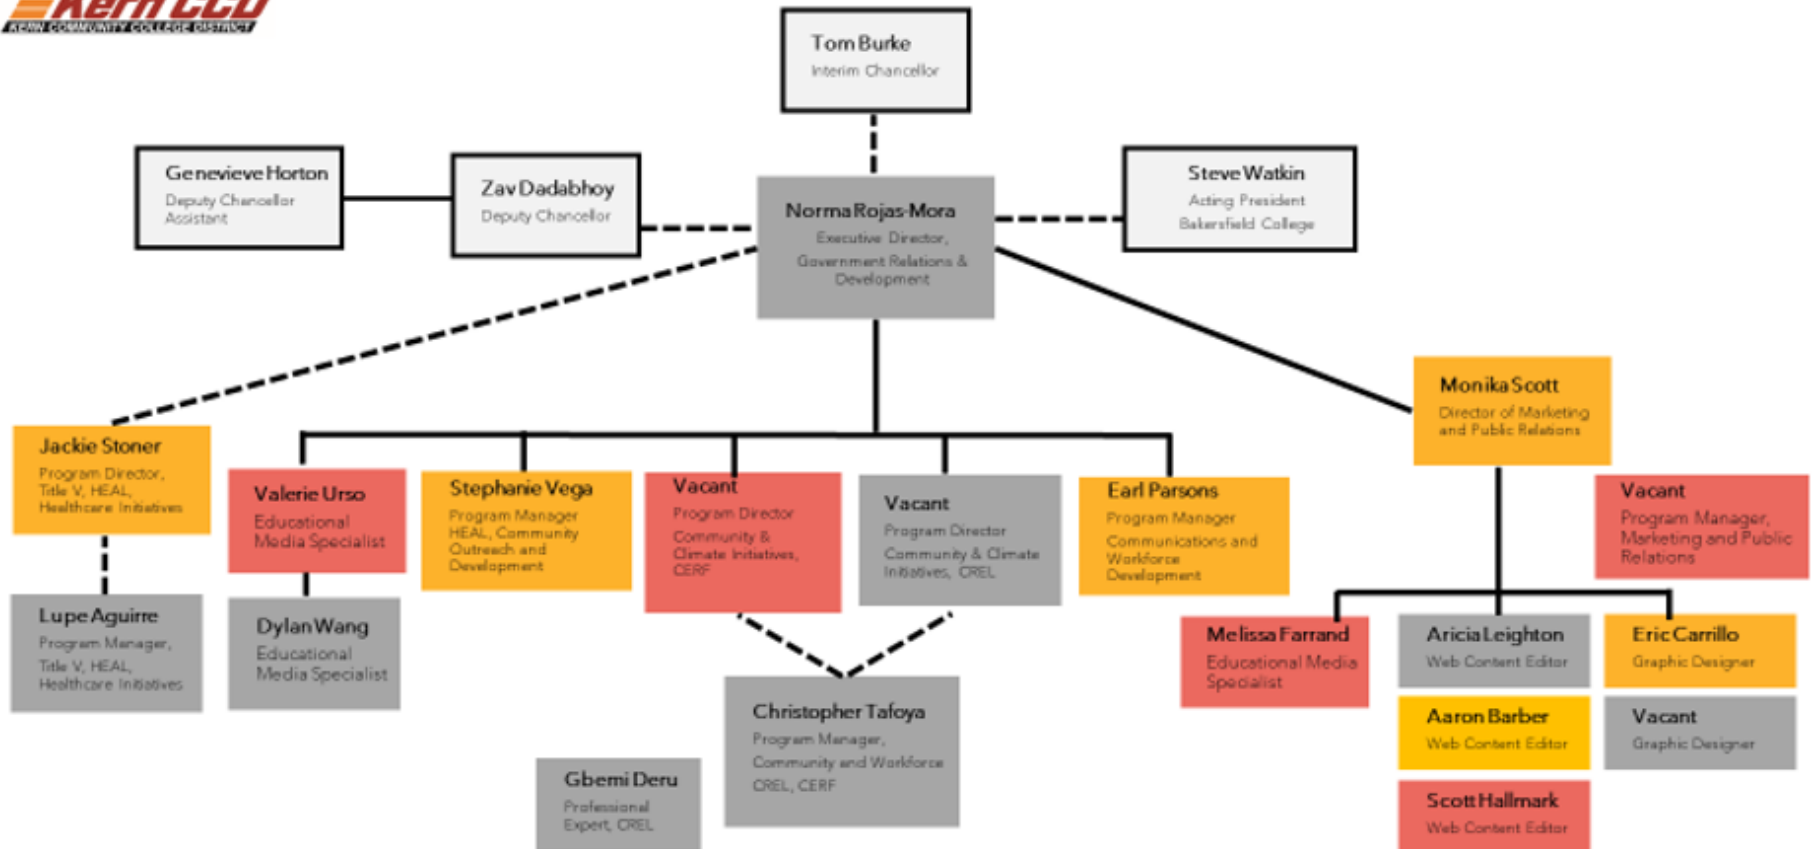 Kern CCD
KERN COMMUNITY COLLEGE DISTRICT
Tom Burke
Interim Chancellor
Genevieve Horton
Deputy Chancellor
Assistant
Zav Dadabhoy
Deputy Chancellor
Norma Rojas-Mora
Executive Director,
Government Relations &
Development
Steve Watkin
Acting President
Bakersfield College
Monika Scott
Director of Marketing
and Public Relations
Jackie Stoner
Program Director,
Title V, HEAL,
Healthcare Initiatives
Valerie Urso
Educational
Media Specialist
Stephanie Vega
Program Manager
HEAL, Community
Outreach and
Development
Vacant
Program Director
Community &
Climate Initiatives,
CERF
Vacant
Program Director
Community & Climate
Initiatives, CREL
Earl Parsons
Program Manager
Communications and
Workforce
Development
Vacant
Program Manager,
Marketing and Public
Relations
Lupe Aguirre
Program Manager,
Title V, HEAL,
Healthcare Initiatives
Dylan Wang
Educational
Media Specialist
Melissa Farrand
Educational Media
Specialist
Aricia Leighton
Web Content Editor
Eric Carrillo
Graphic Designer
Christopher Tafoya
Program Manager,
Community and Workforce
CREL, CERF
Aaron Barber
Web Content Editor
Vacant
Graphic Designer
Gbemi Deru
Professional
Expert, CREL
Scott Hallmark
Web Content Editor